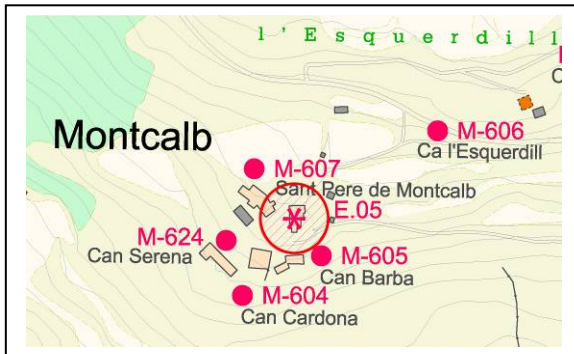 l'Esquerdill
Montcalb
M-606
Ca l'Esquerdill
M-607
Sant Pere de Montcalb
E.05
M-624
Can Serena
M-605
Can Barba
M-604
Can Cardona